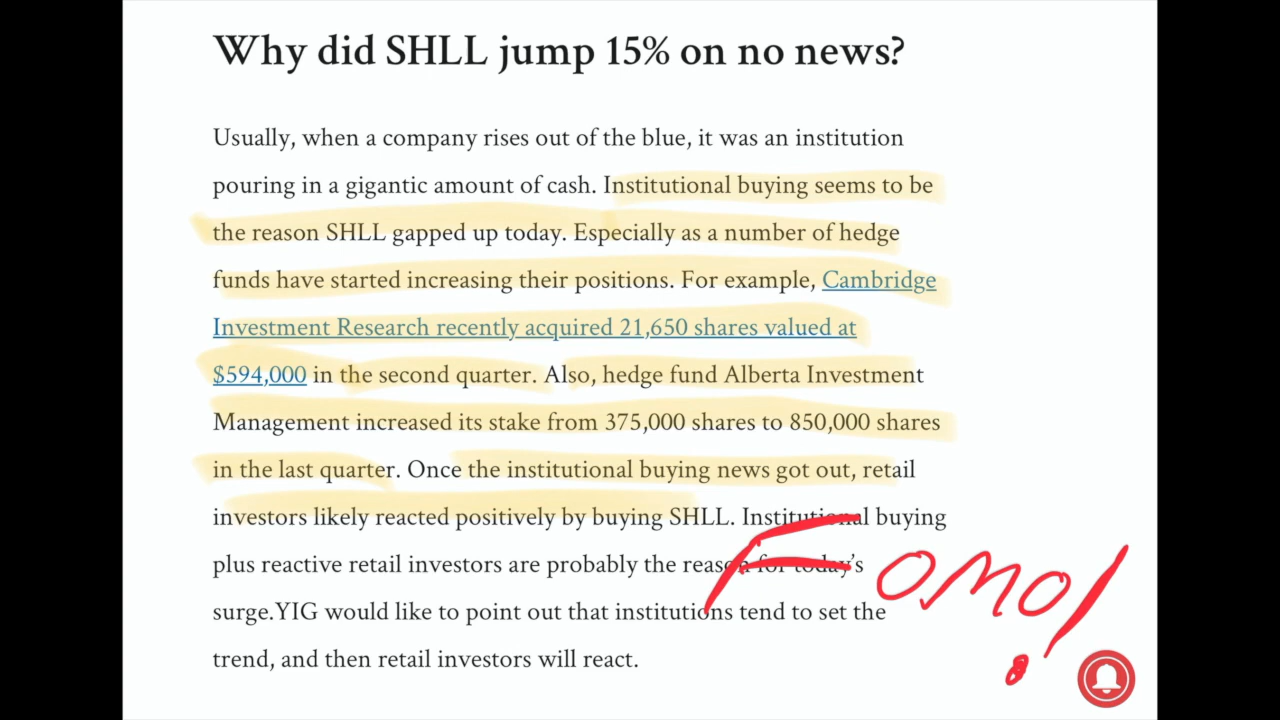 Why did SHLL jump 15% on no news?
Usually, when a company rises out of the blue, it was an institution
pouring in a gigantic amount of cash. Institutional buying seems to be
the reason SHLL gapped up today. Especially as a number of hedge
funds have started increasing their positions. For example, Cambridge
Investment Research recently acquired 21,650 shares valued at
$594,000 in the second quarter. Also, hedge fund Alberta Investment
Management increased its stake from 375,000 shares to 850,000 shares
in the last quarter. Once the institutional buying news got out, retail
investors likely reacted positively by buying SHLL. Institutional buying
plus reactive retail investors are probably the reason for today's
surge.YIG would like to point out that institutions tend to set the
trend, and then retail investors will react.
FOMO!